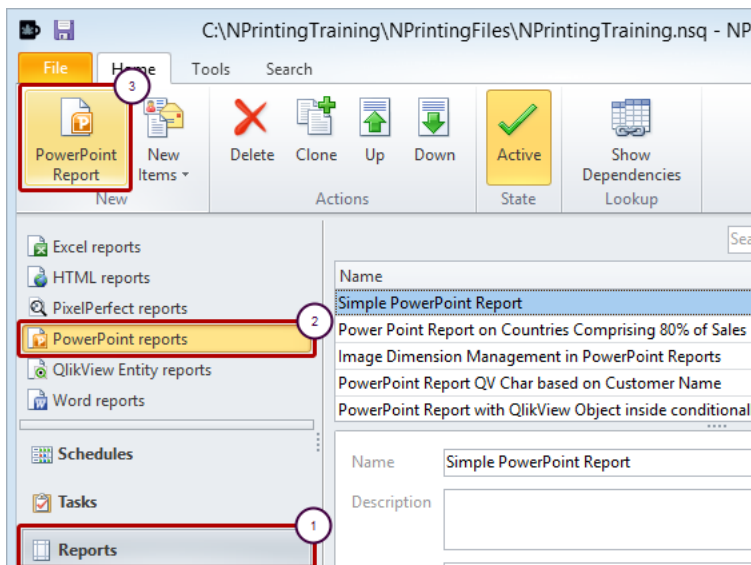 C:\NPrintingTraining\NPrintingFiles\NPrintingTraining.nsq - NP
File
Home
Tools
Search
3
PowerPoint
Report
New
Items
Delete
Clone
Up
Down
Active
Show
Dependencies
New
Actions
State
Lookup
Excel reports
HTML reports
PixelPerfect reports
PowerPoint reports
2
QlikView Entity reports
Word reports
Schedules
Tasks
Reports
1
Sea
Name
Simple PowerPoint Report
Power Point Report on Countries Comprising 80% of Sales
Image Dimension Management in PowerPoint Reports
PowerPoint Report QV Char based on Customer Name
PowerPoint Report with QlikView Object inside conditional
Name
Simple PowerPoint Report
Description